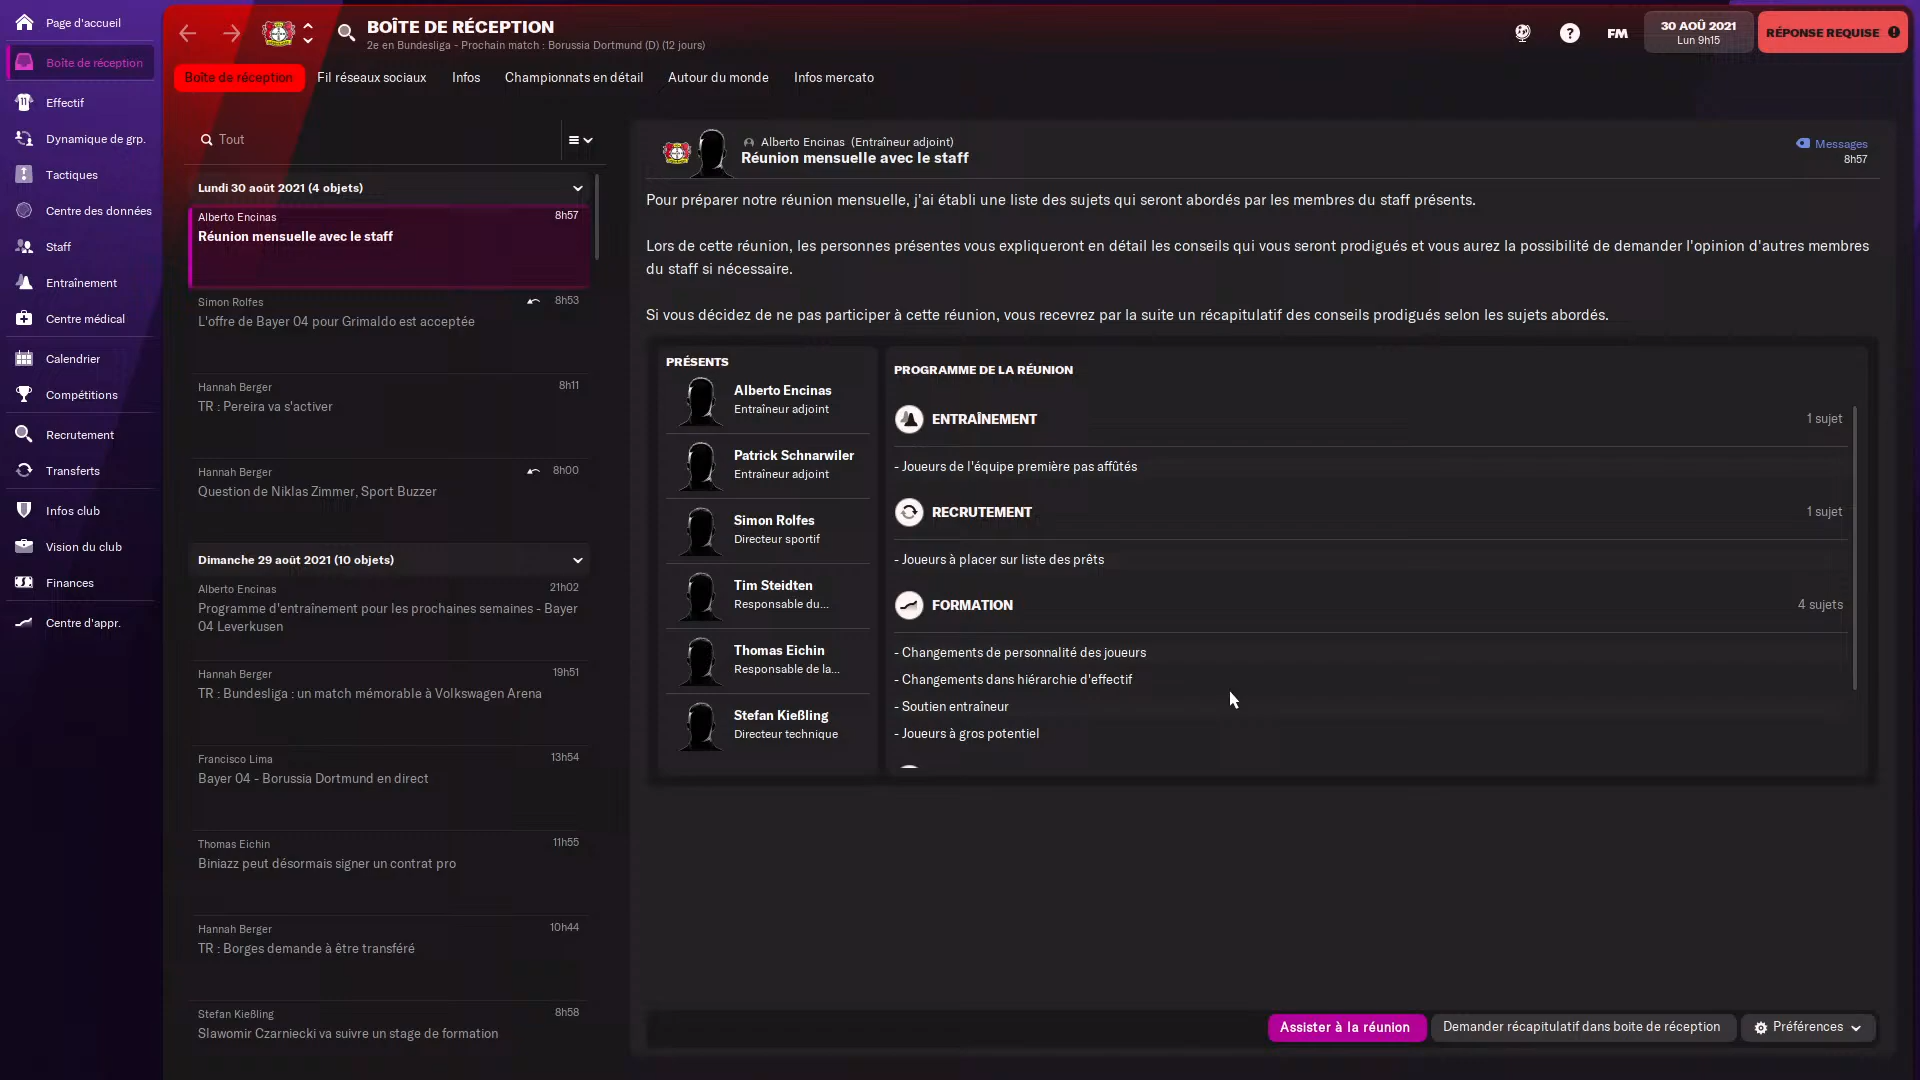 Page d'accueil
Boîte de réception
Effectif
Dynamique de grp.
Tactiques
Centre des données
Staff
Entraînement
Centre médical
Calendrier
Compétitions
Recrutement
Transferts
Infos club
Vision du club
Finances
Centre d'appr.
BOÎTE DE RÉCEPTION
2e en Bundesliga - Prochain match : Borussia Dortmund (D) (12 jours)
FM
30 AOÛ 2021
Lun 9h15
RÉPONSE REQUISE
Boîte de réception
Fil réseaux sociaux
Infos
Championnats en détail
Autour du monde
Infos mercato
Tout
Lundi 30 août 2021 (4 objets)
Alberto Encinas 8h57
Réunion mensuelle avec le staff
Simon Rolfes 8h53
L'offre de Bayer 04 pour Grimaldo est acceptée
Hannah Berger 8h11
TR : Pereira va s'activer
Hannah Berger 8h00
Question de Niklas Zimmer, Sport Buzzer
Dimanche 29 août 2021 (10 objets)
Alberto Encinas 21h02
Programme d'entraînement pour les prochaines semaines - Bayer
04 Leverkusen
Hannah Berger 19h51
TR : Bundesliga : un match mémorable à Volkswagen Arena
Francisco Lima 13h54
Bayer 04 - Borussia Dortmund en direct
Thomas Eichin 11h55
Biniazz peut désormais signer un contrat pro
Hannah Berger 10h44
TR : Borges demande à être transféré
Stefan Kießling 8h58
Slawomir Czarniecki va suivre un stage de formation
Alberto Encinas (Entraîneur adjoint)
Réunion mensuelle avec le staff
Messages
8h57
Pour préparer notre réunion mensuelle, j'ai établi une liste des sujets qui seront abordés par les membres du staff présents.
Lors de cette réunion, les personnes présentes vous expliqueront en détail les conseils qui vous seront prodigués et vous aurez la possibilité de demander l'opinion d'autres membres
du staff si nécessaire.
Si vous décidez de ne pas participer à cette réunion, vous recevrez par la suite un récapitulatif des conseils prodigués selon les sujets abordés.
PRÉSENTS
Alberto Encinas
Entraîneur adjoint
Patrick Schnarwiler
Entraîneur adjoint
Simon Rolfes
Directeur sportif
Tim Steidten
Responsable du...
Thomas Eichin
Responsable de la...
Stefan Kießling
Directeur technique
PROGRAMME DE LA RÉUNION
ENTRAÎNEMENT 1 sujet
- Joueurs de l'équipe première pas affûtés
RECRUTEMENT 1 sujet
- Joueurs à placer sur liste des prêts
FORMATION 4 sujets
- Changements de personnalité des joueurs
- Changements dans hiérarchie d'effectif
- Soutien entraîneur
- Joueurs à gros potentiel
Assister à la réunion
Demander récapitulatif dans boite de réception
Préférences